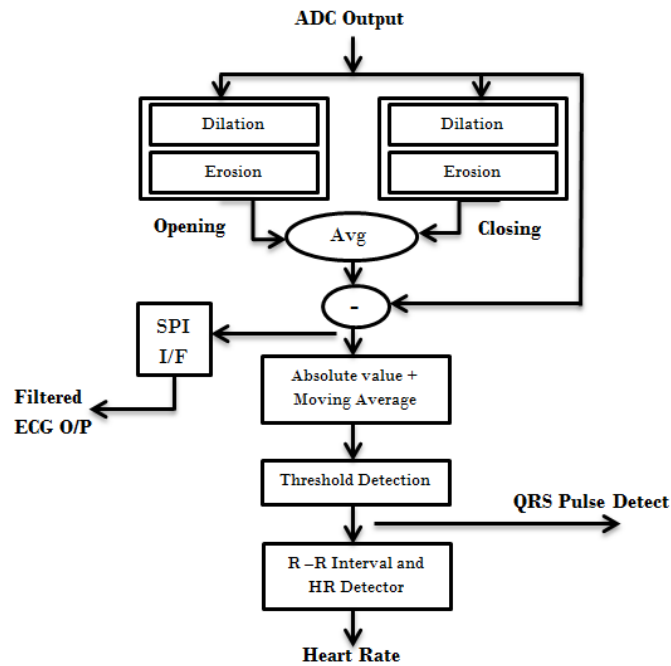 ADC Output
Dilation
Erosion
Dilation
Erosion
Opening
Avg
Closing
-
SPI
I/F
Filtered
ECG O/P
Absolute value +
Moving Average
Threshold Detection
QRS Pulse Detect
R –R Interval and
HR Detector
Heart Rate